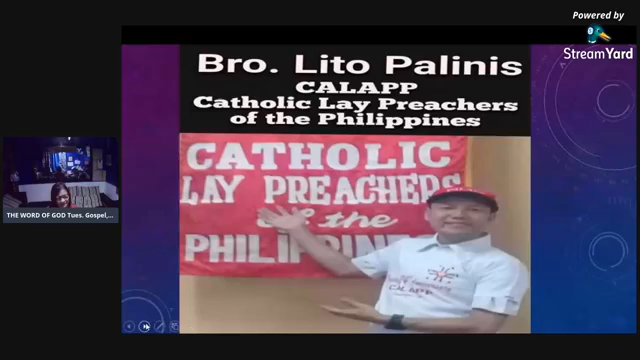 Powered by
StreamYard
Bro. Lito Palinis
CALAPP
Catholic Lay Preachers
of the Philippines
CATHOLIC
LAY PREACHERS
of the
PHILIPPINE
CALAPP
THE WORD OF GOD Tues. Gospel,...